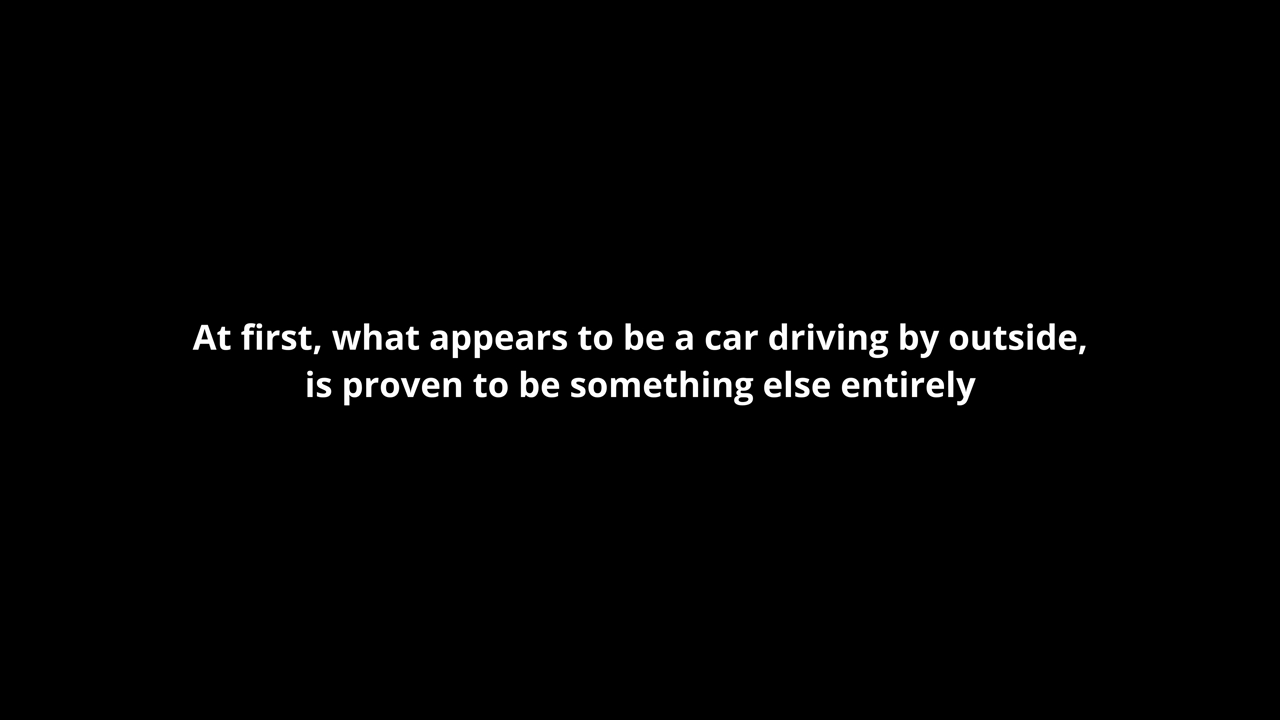 At first, what appears to be a car driving by outside,
is proven to be something else entirely